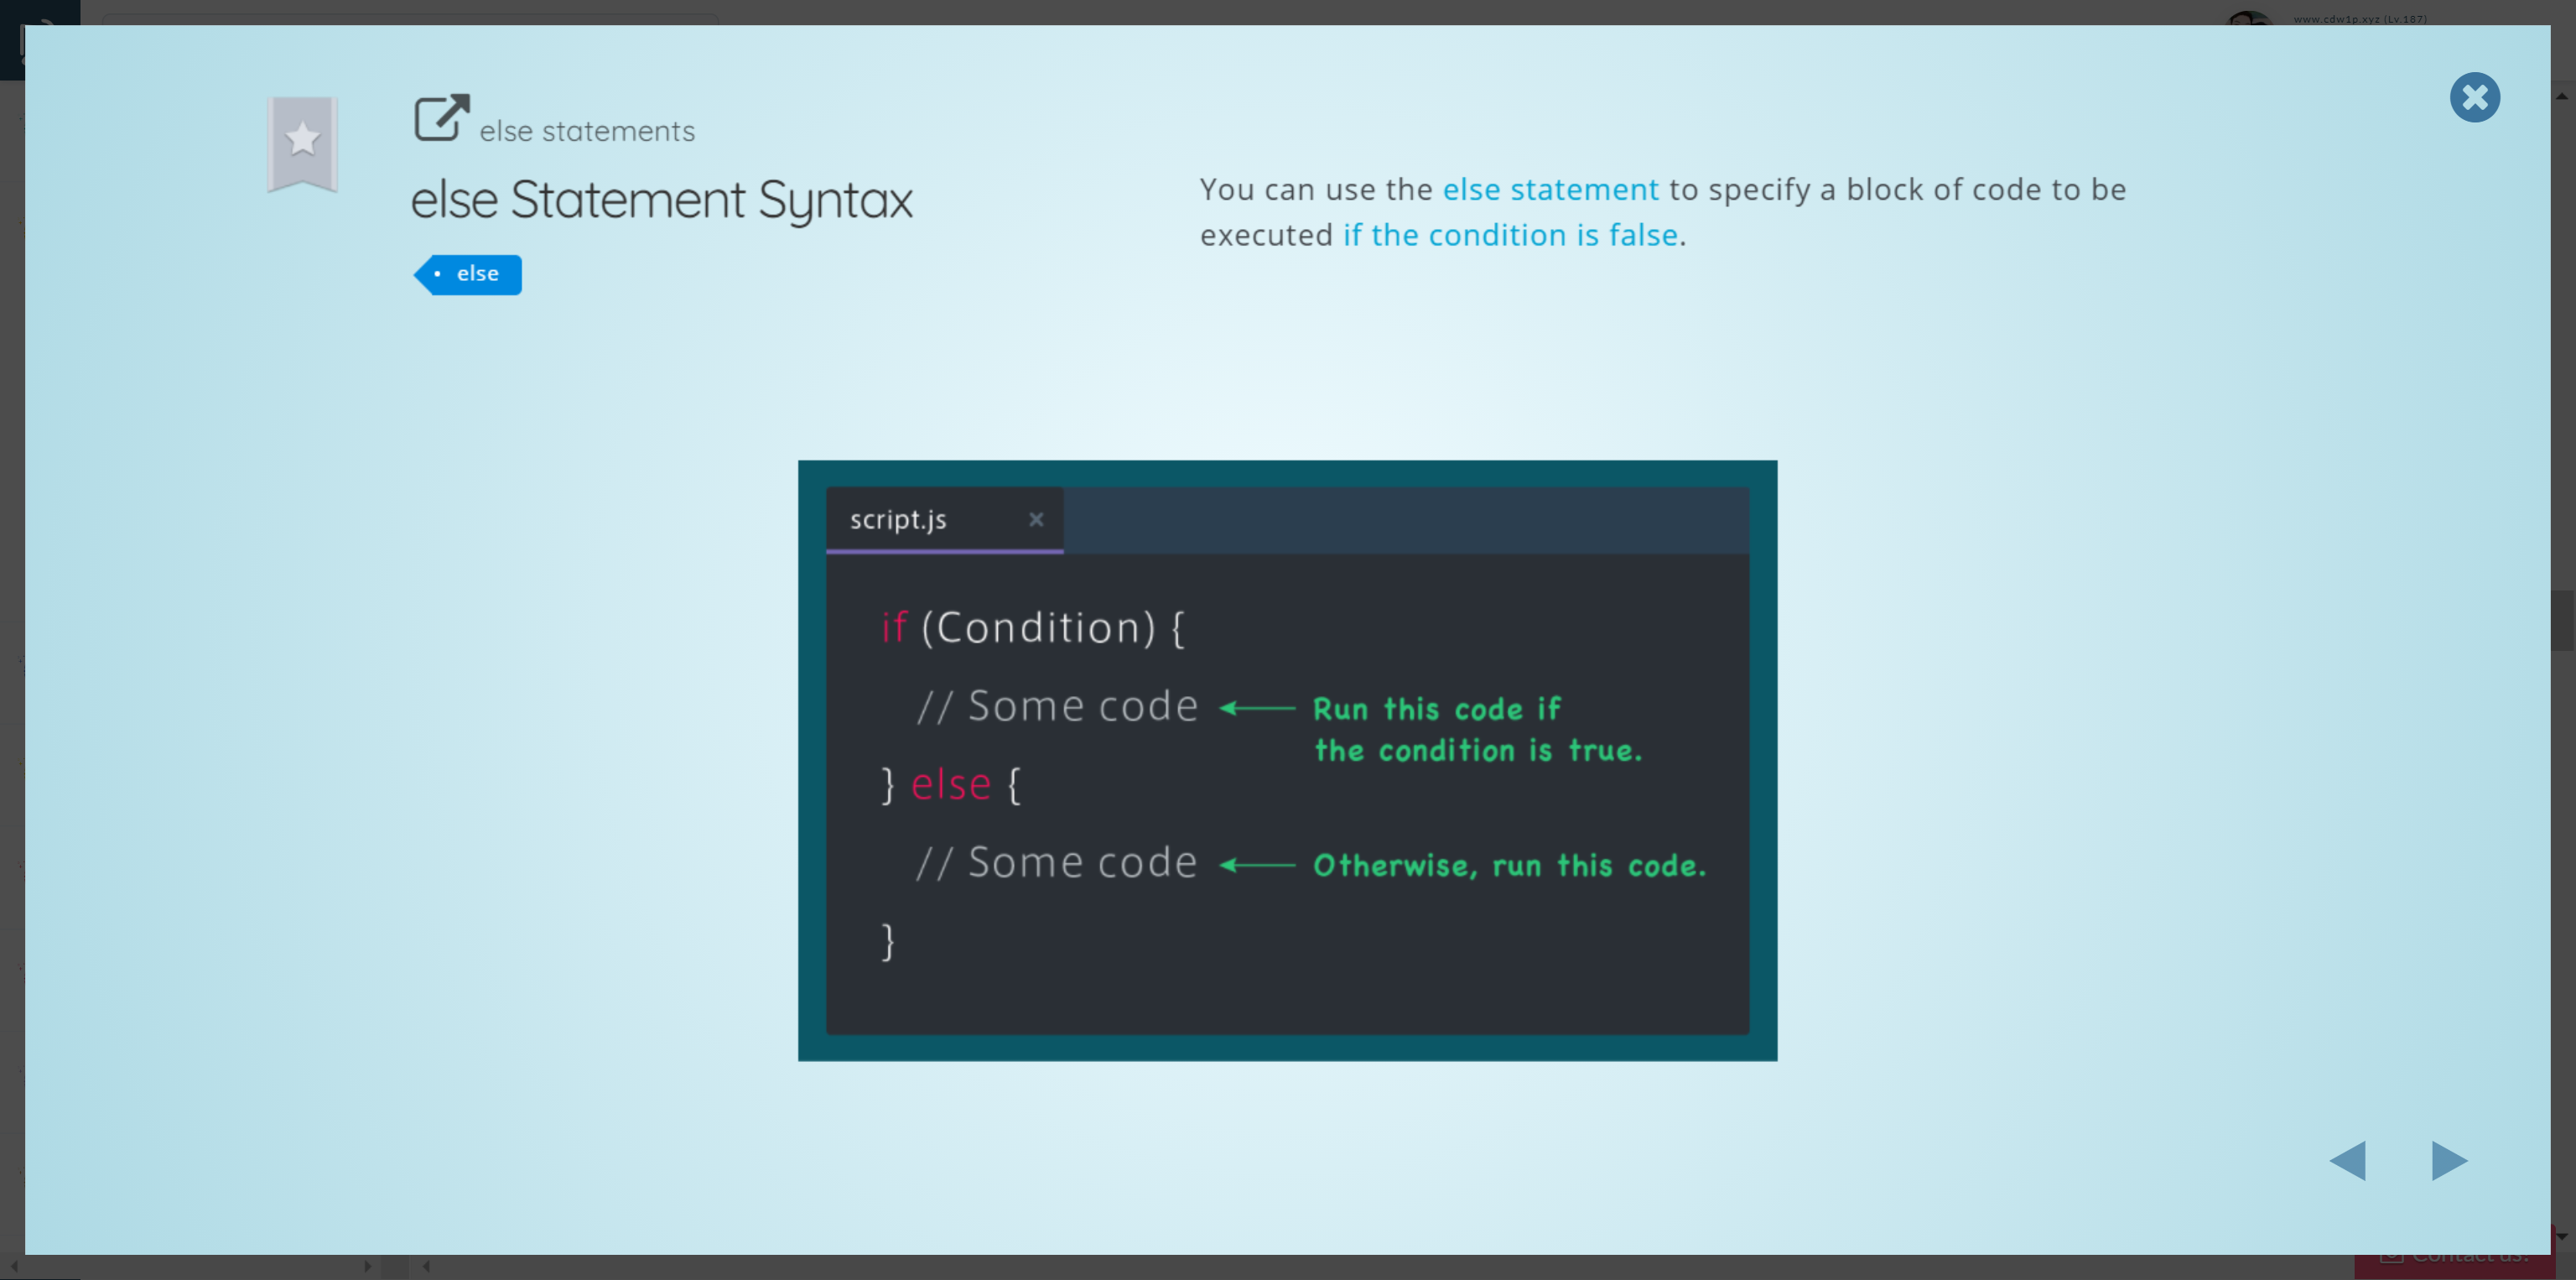 www.cdw1p.xyz (Lv.187)
else statements
else Statement Syntax
else
You can use the else statement to specify a block of code to be
executed if the condition is false.
script.js
if (Condition) {
// Some code
Run this code if
the condition is true.
} else {
// Some code
Otherwise, run this code.
}
Contact us!